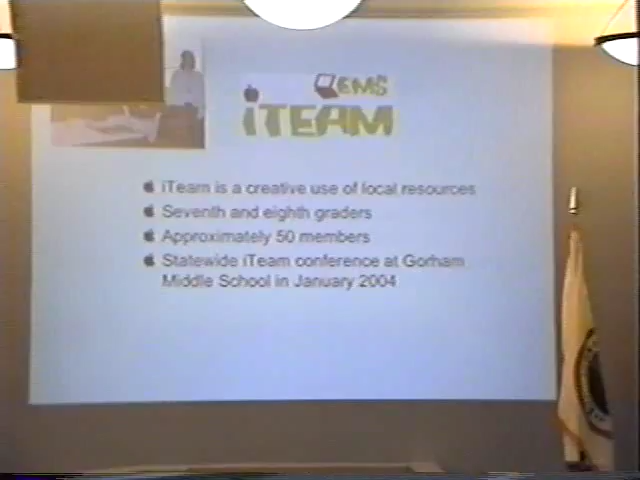 EMS
iTEAM
iTeam is a creative use of local resources
Seventh and eighth graders
Approximately 50 members
Statewide iTeam conference at Gorham
Middle School in January 2004